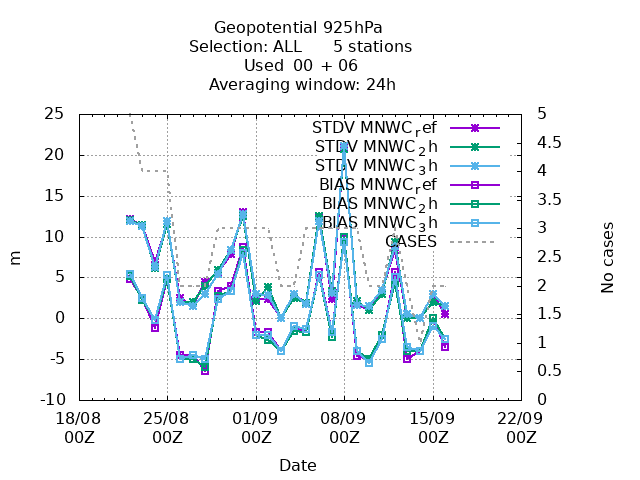 Geopotential 925hPa
Selection: ALL 5 stations
Used 00 + 06
Averaging window: 24h
STDV MNWC_ref
STDV MNWC_2h
STDV MNWC_3h
BIAS MNWC_ref
BIAS MNWC_2h
BIAS MNWC_3h
CASES
25
20
15
10
5
0
-5
-10
m
5
4.5
4
3.5
3
2.5
2
1.5
1
0.5
0
No cases
18/08 25/08 01/09 08/09 15/09 22/09
00Z 00Z 00Z 00Z 00Z 00Z
Date